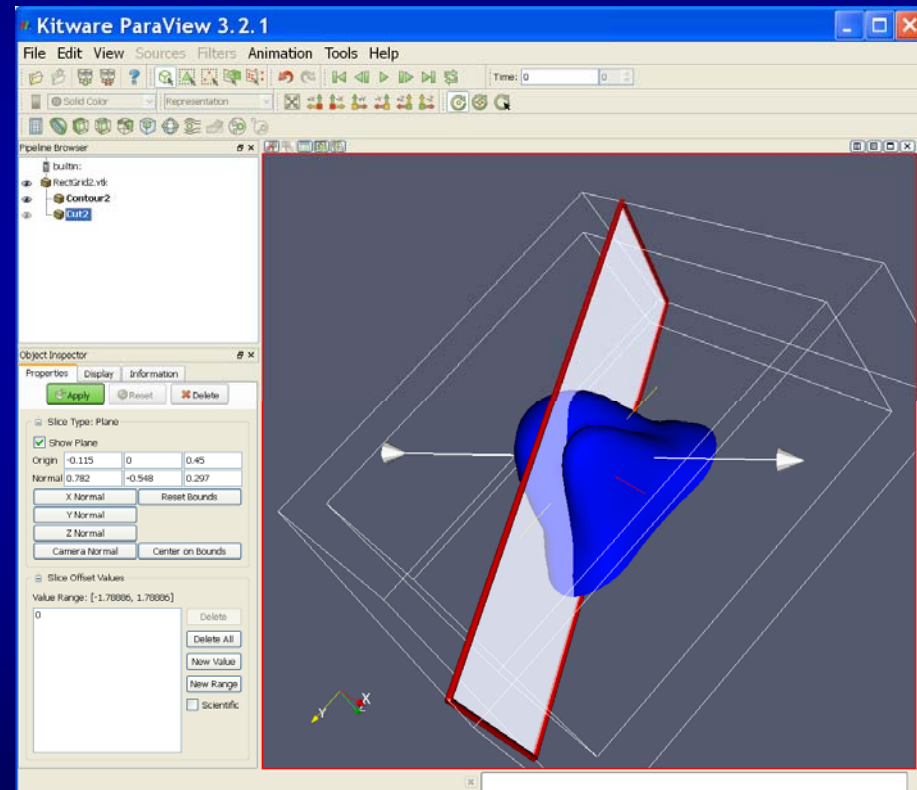 Kitware ParaView 3.2.1
File Edit View Sources Filters Animation Tools Help
Time: 0 0
Solid Color Representation
Pipeline Browser
builtin:
RectGrid2.vtk
Contour2
Cut2
Object Inspector
Properties Display Information
Apply Reset Delete
Slice Type: Plane
Show Plane
Origin -0.115 0 0.45
Normal 0.782 -0.548 0.297
X Normal Reset Bounds
Y Normal
Z Normal
Camera Normal Center on Bounds
Slice Offset Values
Value Range: [-1.78886, 1.78886]
0
Delete
Delete All
New Value
New Range
Scientific
X
Y Z